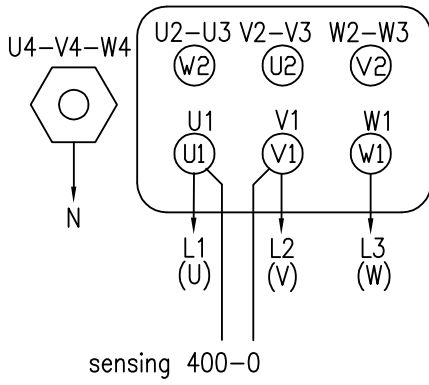 U2-U3 V2-V3 W2-W3
U4-V4-W4
W2 U2 V2
U1 V1 W1
U1 V1 W1
N
L1 L2 L3
(U) (V) (W)
sensing 400-0